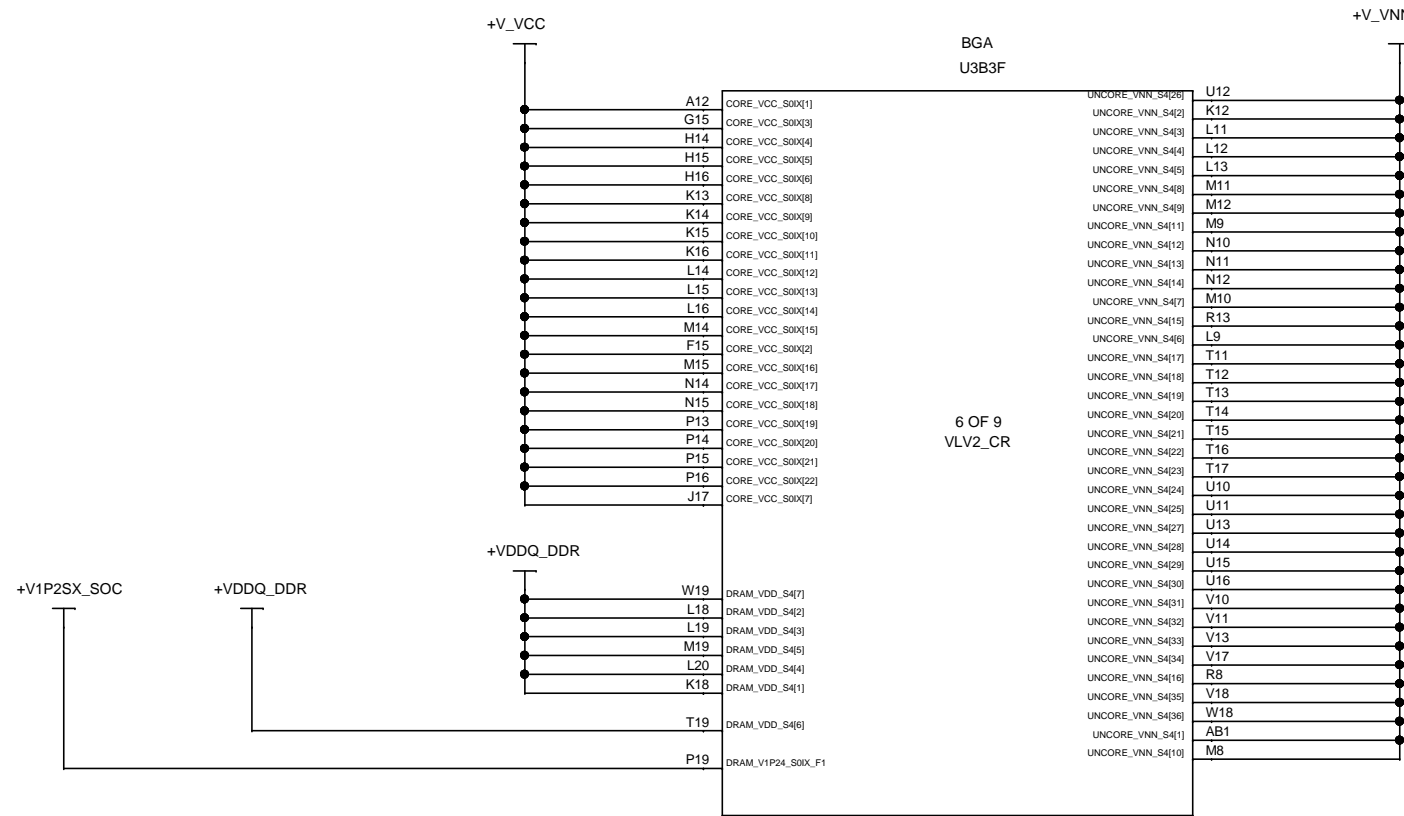 +V_VCC
+V_VNN
BGA
U3B3F
A12 CORE_VCC_S0IX[1]
G15 CORE_VCC_S0IX[3]
H14 CORE_VCC_S0IX[4]
H15 CORE_VCC_S0IX[5]
H16 CORE_VCC_S0IX[6]
K13 CORE_VCC_S0IX[8]
K14 CORE_VCC_S0IX[9]
K15 CORE_VCC_S0IX[10]
K16 CORE_VCC_S0IX[11]
L14 CORE_VCC_S0IX[12]
L15 CORE_VCC_S0IX[13]
L16 CORE_VCC_S0IX[14]
M14 CORE_VCC_S0IX[15]
F15 CORE_VCC_S0IX[2]
M15 CORE_VCC_S0IX[16]
N14 CORE_VCC_S0IX[17]
N15 CORE_VCC_S0IX[18]
P13 CORE_VCC_S0IX[19]
P14 CORE_VCC_S0IX[20]
P15 CORE_VCC_S0IX[21]
P16 CORE_VCC_S0IX[22]
J17 CORE_VCC_S0IX[7]
+VDDQ_DDR
+V1P2SX_SOC
+VDDQ_DDR
W19 DRAM_VDD_S4[7]
L18 DRAM_VDD_S4[2]
L19 DRAM_VDD_S4[3]
M19 DRAM_VDD_S4[5]
L20 DRAM_VDD_S4[4]
K18 DRAM_VDD_S4[1]
T19 DRAM_VDD_S4[6]
P19 DRAM_V1P24_S0IX_F1
6 OF 9
VLV2_CR
UNCORE_VNN_S4[26] U12
UNCORE_VNN_S4[2] K12
UNCORE_VNN_S4[3] L11
UNCORE_VNN_S4[4] L12
UNCORE_VNN_S4[5] L13
UNCORE_VNN_S4[8] M11
UNCORE_VNN_S4[9] M12
UNCORE_VNN_S4[11] M9
UNCORE_VNN_S4[12] N10
UNCORE_VNN_S4[13] N11
UNCORE_VNN_S4[14] N12
UNCORE_VNN_S4[7] M10
UNCORE_VNN_S4[15] R13
UNCORE_VNN_S4[6] L9
UNCORE_VNN_S4[17] T11
UNCORE_VNN_S4[18] T12
UNCORE_VNN_S4[19] T13
UNCORE_VNN_S4[20] T14
UNCORE_VNN_S4[21] T15
UNCORE_VNN_S4[22] T16
UNCORE_VNN_S4[23] T17
UNCORE_VNN_S4[24] U10
UNCORE_VNN_S4[25] U11
UNCORE_VNN_S4[27] U13
UNCORE_VNN_S4[28] U14
UNCORE_VNN_S4[29] U15
UNCORE_VNN_S4[30] U16
UNCORE_VNN_S4[31] V10
UNCORE_VNN_S4[32] V11
UNCORE_VNN_S4[33] V13
UNCORE_VNN_S4[34] V17
UNCORE_VNN_S4[16] R8
UNCORE_VNN_S4[35] V18
UNCORE_VNN_S4[36] W18
UNCORE_VNN_S4[1] AB1
UNCORE_VNN_S4[10] M8